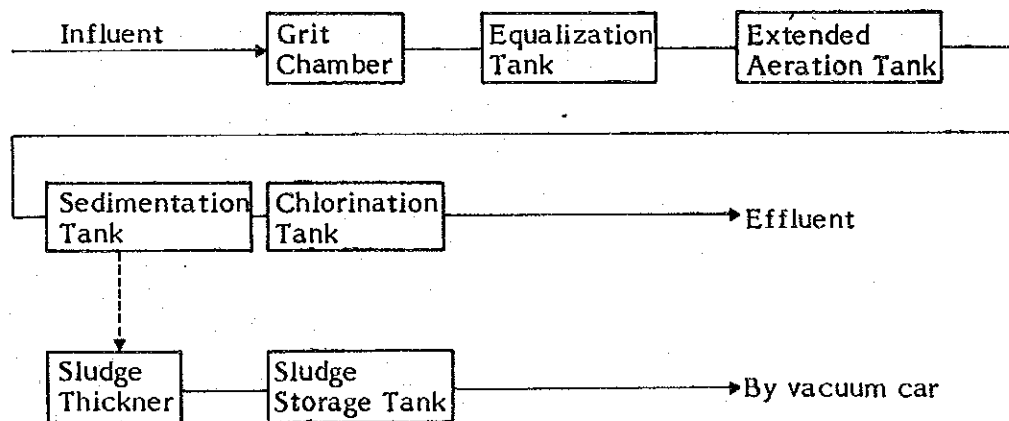 Influent
Grit
Chamber
Equalization
Tank
Extended
Aeration Tank
Sedimentation
Tank
Chlorination
Tank
Effluent
Sludge
Thickner
Sludge
Storage Tank
By vacuum car